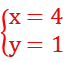 x = 4
y = 1